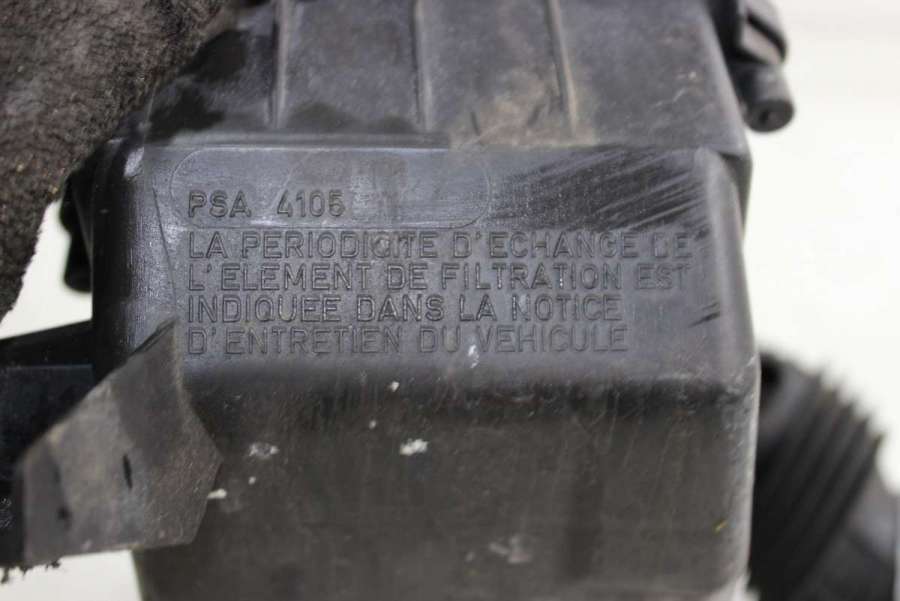 PSA 4105
LA PERIODICITE D'ECHANGE DE
L'ELEMENT DE FILTRATION EST
INDIQUEE DANS LA NOTICE
D'ENTRETIEN DU VEHICULE